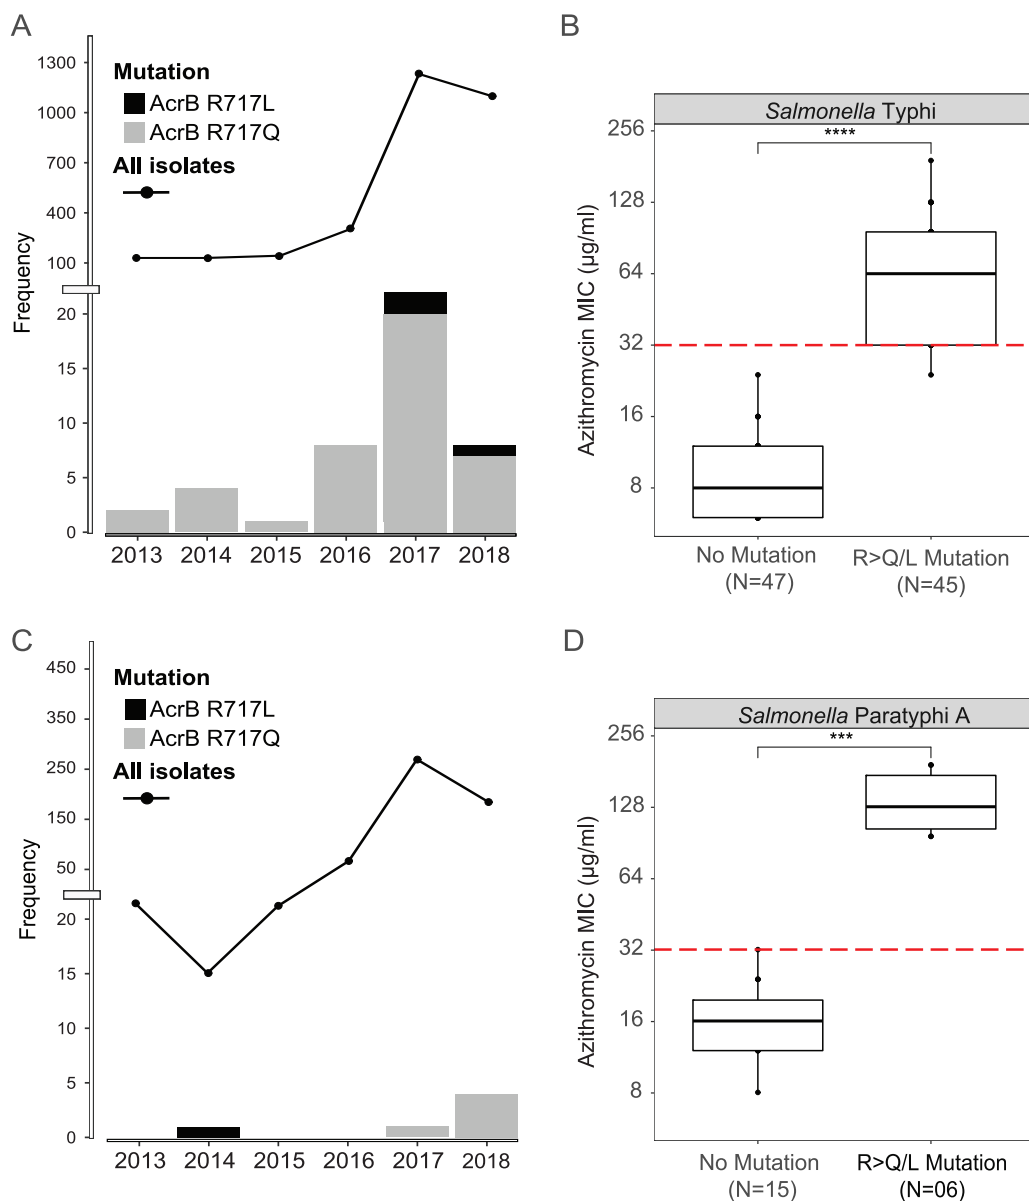 A
Frequency
1300
1000
700
400
100
20
15
10
5
0
Mutation
AcrB R717L
AcrB R717Q
All isolates
2013 2014 2015 2016 2017 2018
B
Salmonella Typhi
****
Azithromycin MIC (µg/ml)
256
128
64
32
16
8
No Mutation
(N=47)
R>Q/L Mutation
(N=45)
C
Frequency
450
350
250
150
50
20
15
10
5
0
Mutation
AcrB R717L
AcrB R717Q
All isolates
2013 2014 2015 2016 2017 2018
D
Salmonella Paratyphi A
***
Azithromycin MIC (µg/ml)
256
128
64
32
16
8
No Mutation
(N=15)
R>Q/L Mutation
(N=06)